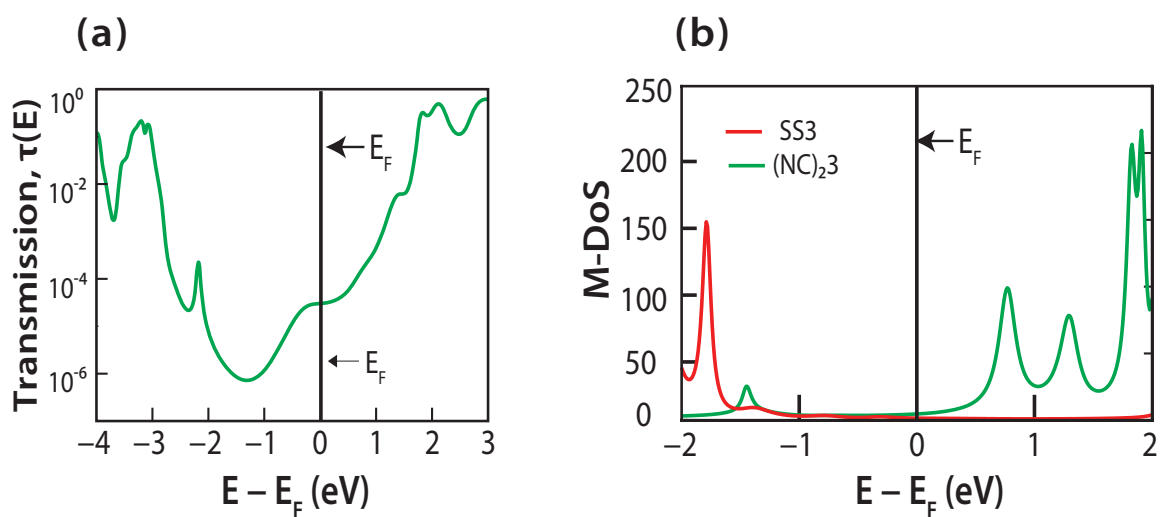 (a)
Transmission, τ(E)
10⁰
10⁻²
10⁻⁴
10⁻⁶
E_F
E_F
−4 −3 −2 −1 0 1 2 3
E – E_F (eV)
(b)
M-DoS
250
200
150
100
50
0
SS3
(NC)₂3
E_F
−2 −1 0 1 2
E – E_F (eV)